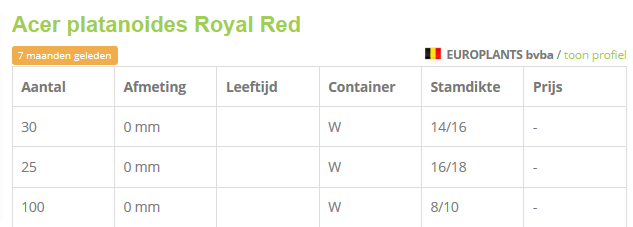 Acer platanoides Royal Red
7 maanden geleden
EUROPLANTS bvba / toon profiel
Aantal Afmeting Leeftijd Container Stamdikte Prijs
30 0 mm W 14/16 -
25 0 mm W 16/18 -
100 0 mm W 8/10 -